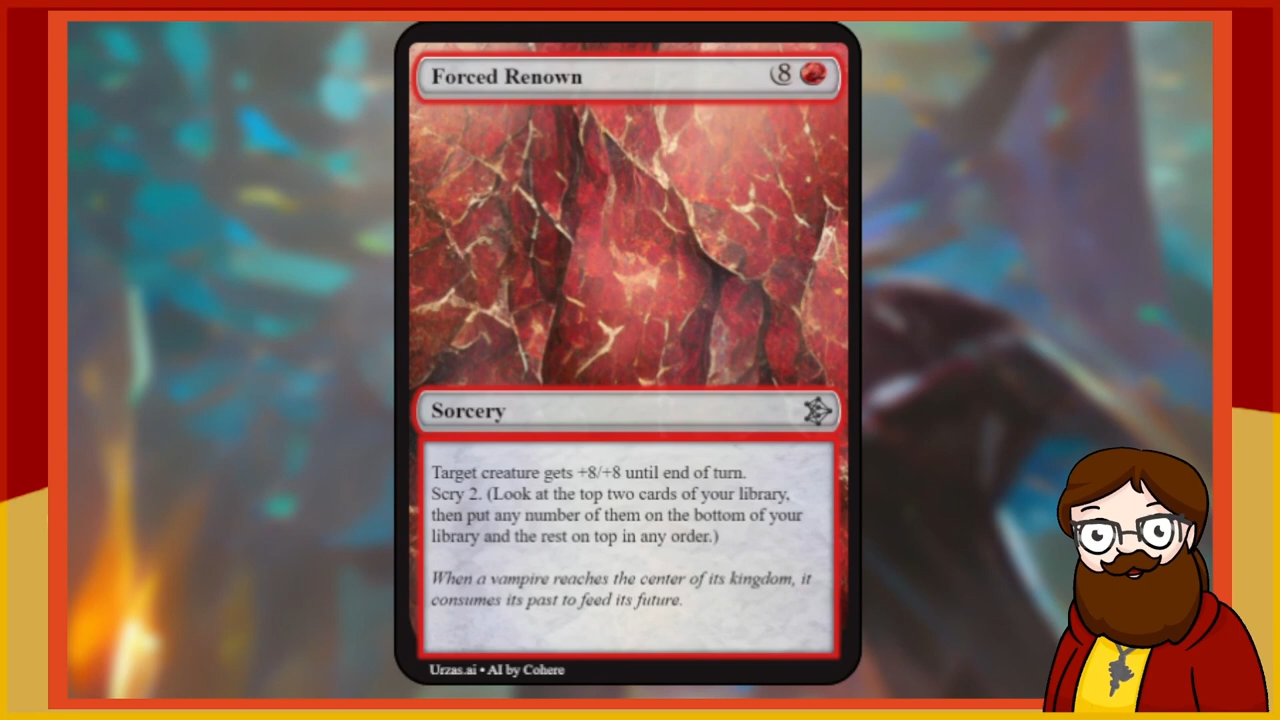 Forced Renown 8
Sorcery
Target creature gets +8/+8 until end of turn.
Scry 2. (Look at the top two cards of your library,
then put any number of them on the bottom of your
library and the rest on top in any order.)
When a vampire reaches the center of its kingdom, it
consumes its past to feed its future.
Urzas.ai • AI by Cohere